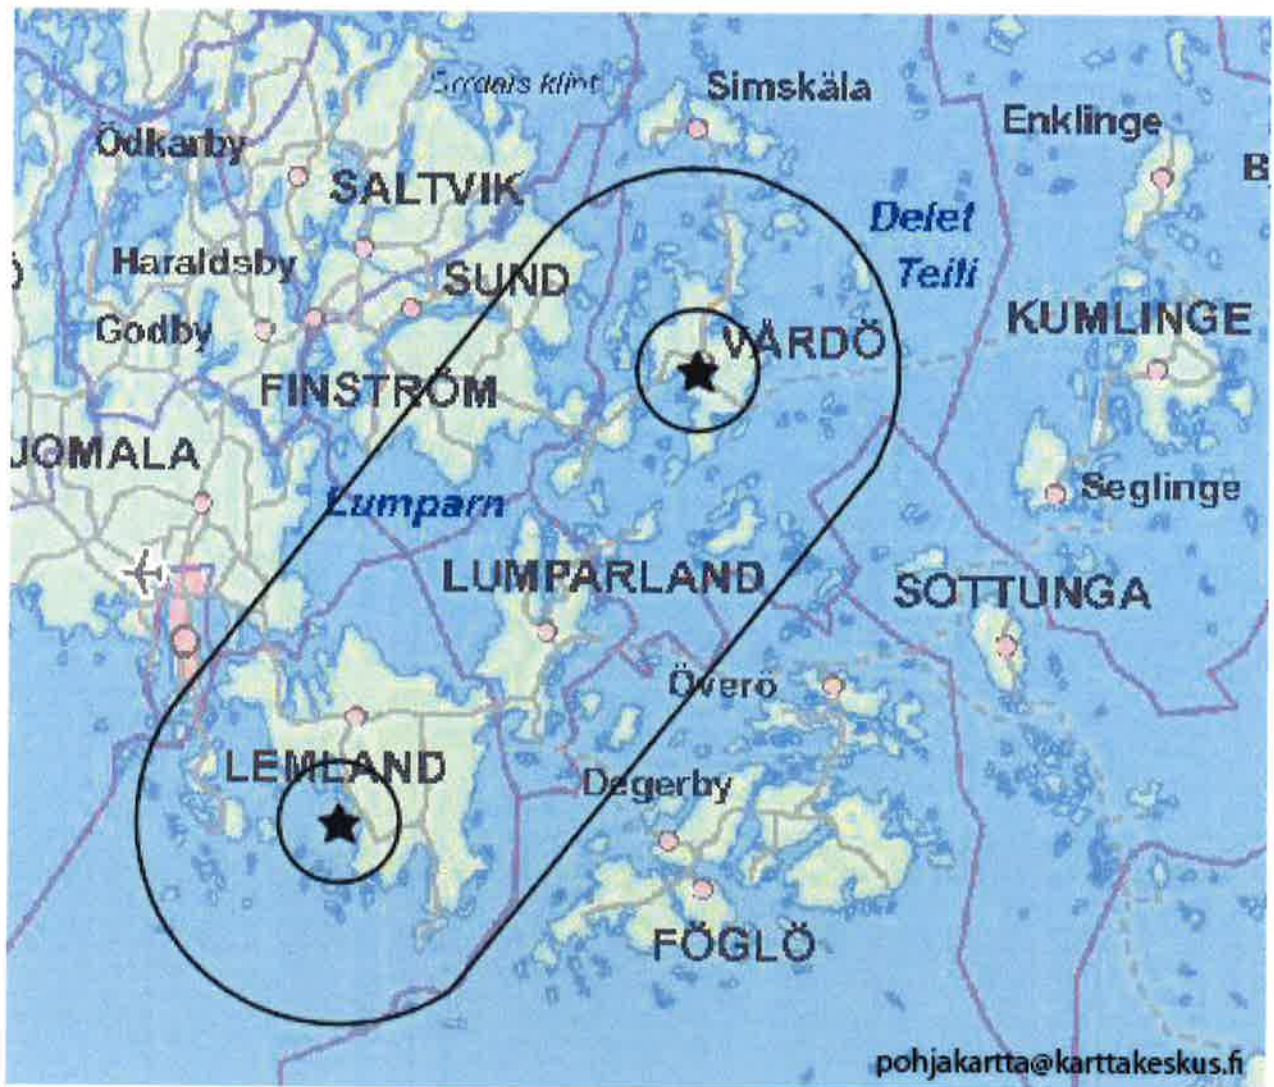 Simskäla
Enklinge
Ödkarby
SALTVIK
B
Delet
Teili
Haraldsby
SUND
Godby
VÅRDÖ
KUMLINGE
FINSTRÖM
JOMALA
Lumparn
Seglinge
LUMPARLAND
SOTTUNGA
Överö
LEMLAND
Degerby
FÖGLÖ
pohjakartta@karttakeskus.fi